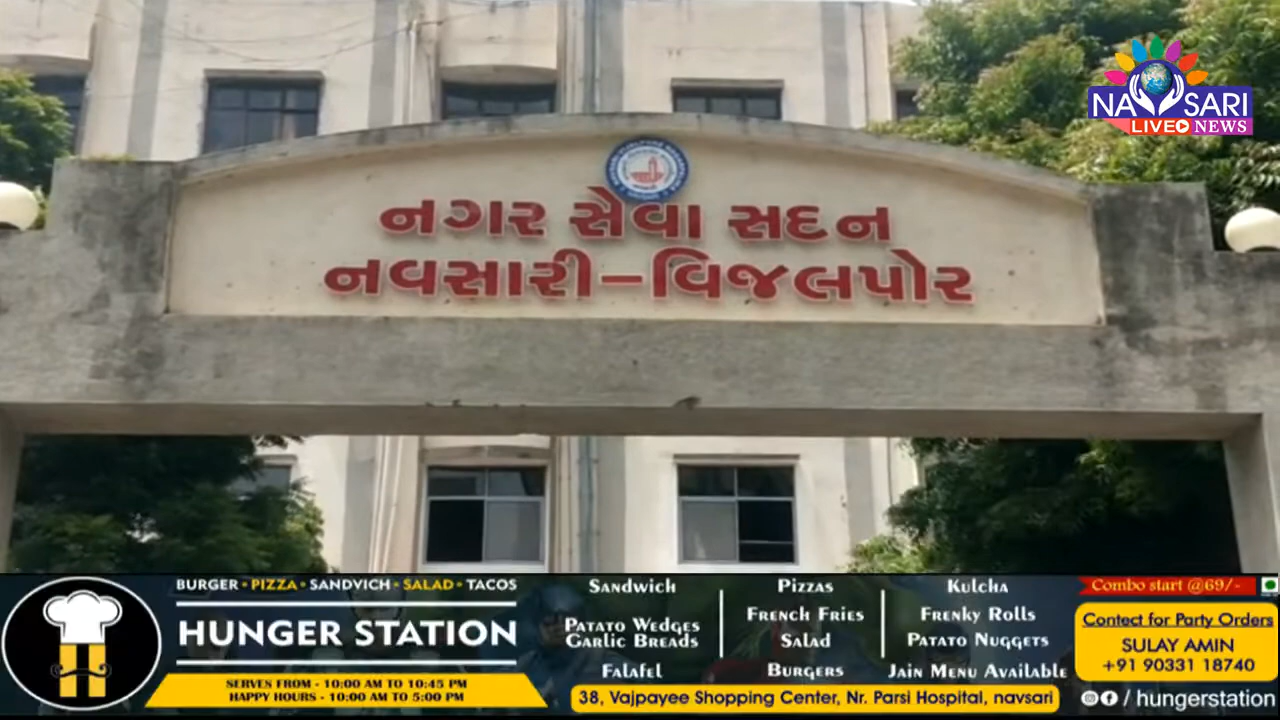 NAVSARI
LIVE NEWS
નગર સેવા સદન
નવસારી-વિજલપોર
BURGER • PIZZA • SANDVICH • SALAD • TACOS
HUNGER STATION
SERVES FROM - 10:00 AM TO 10:45 PM
HAPPY HOURS - 10:00 AM TO 5:00 PM
Sandwich
Patato Wedges
Garlic Breads
Falafel
Pizzas
French Fries
Salad
Burgers
Kulcha
Frenky Rolls
Patato Nuggets
Jain Menu Available
38, Vajpayee Shopping Center, Nr. Parsi Hospital, navsari
Combo start @69/-
Contect for Party Orders
SULAY AMIN
+91 90331 18740
/ hungerstation